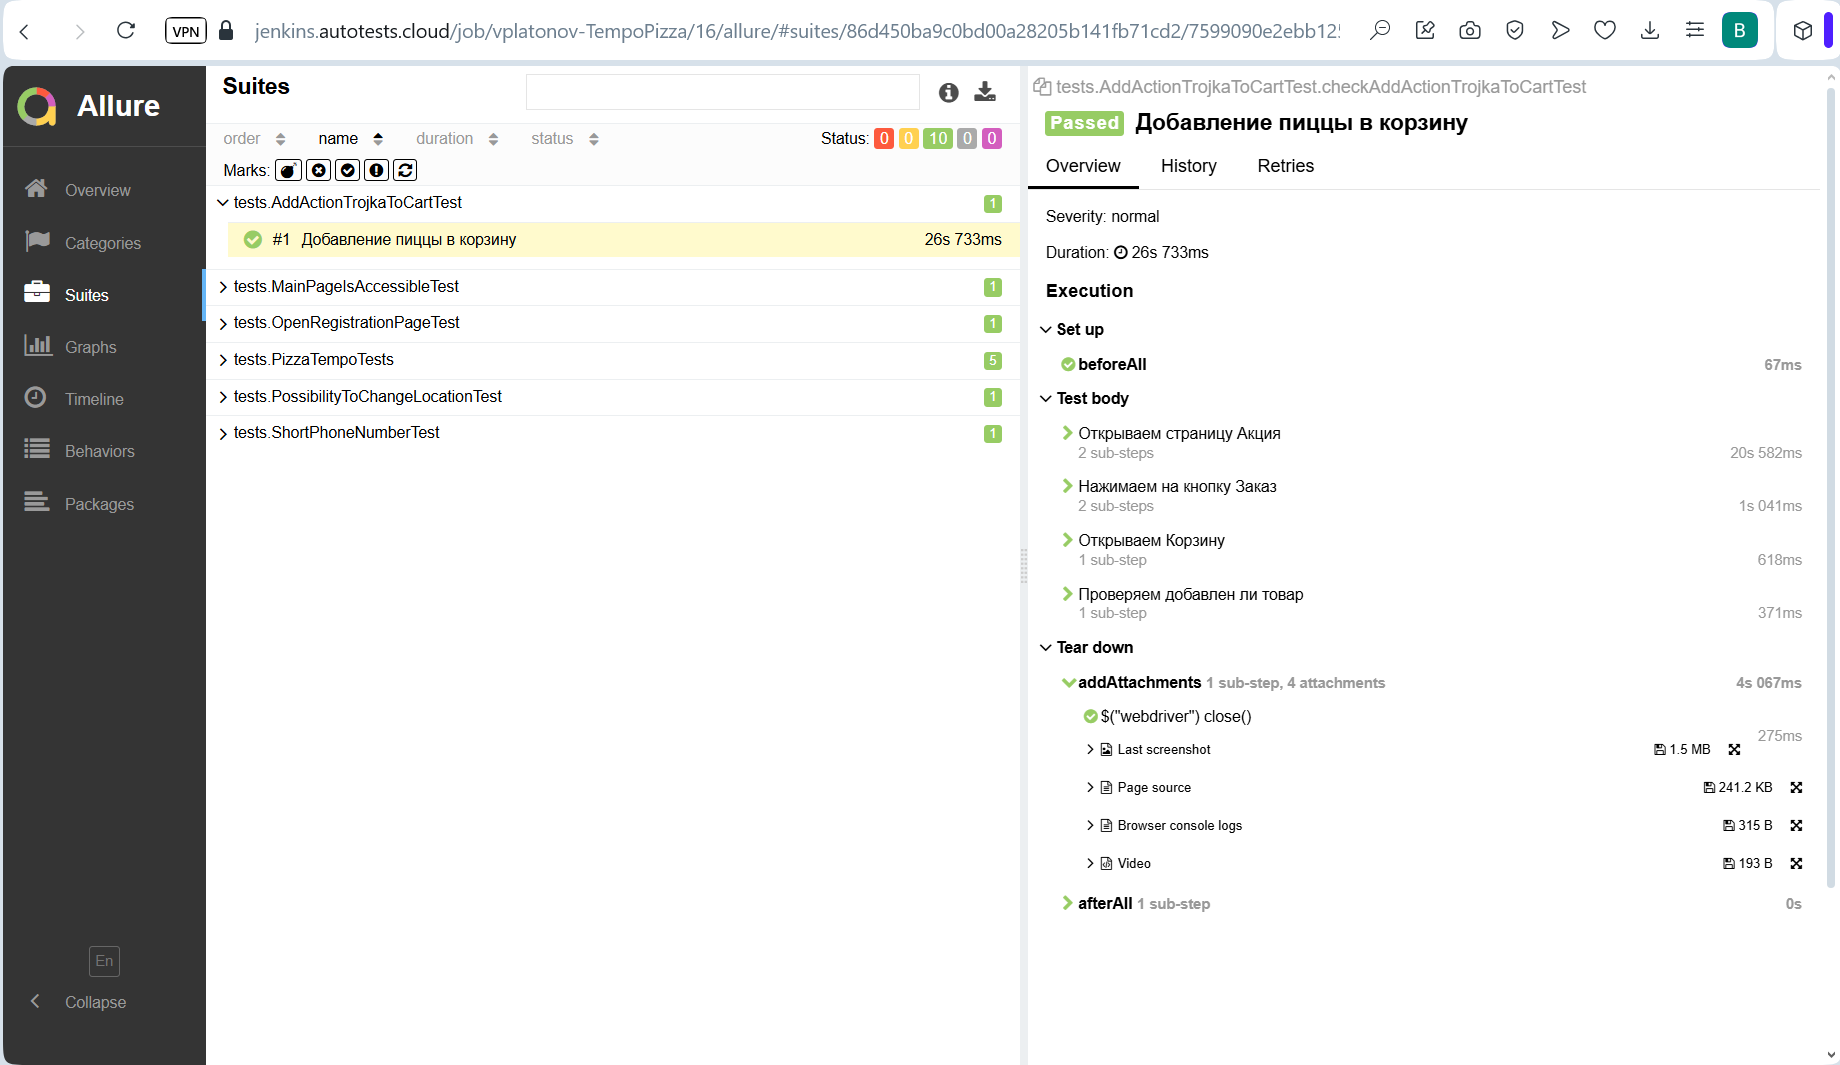 VPN
jenkins.autotests.cloud/job/vplatonov-TempoPizza/16/allure/#suites/86d450ba9c0bd00a28205b141fb71cd2/7599090e2ebb12
B
Allure
Overview
Categories
Suites
Graphs
Timeline
Behaviors
Packages
En
Collapse
Suites
order name duration status
Status: 0 0 10 0 0
Marks:
tests.AddActionTrojkaToCartTest 1
#1 Добавление пиццы в корзину 26s 733ms
tests.MainPageIsAccessibleTest 1
tests.OpenRegistrationPageTest 1
tests.PizzaTempoTests 5
tests.PossibilityToChangeLocationTest 1
tests.ShortPhoneNumberTest 1
tests.AddActionTrojkaToCartTest.checkAddActionTrojkaToCartTest
Passed Добавление пиццы в корзину
Overview History Retries
Severity: normal
Duration: 26s 733ms
Execution
Set up
beforeAll 67ms
Test body
Открываем страницу Акция
2 sub-steps 20s 582ms
Нажимаем на кнопку Заказ
2 sub-steps 1s 041ms
Открываем Корзину
1 sub-step 618ms
Проверяем добавлен ли товар
1 sub-step 371ms
Tear down
addAttachments 1 sub-step, 4 attachments 4s 067ms
$("webdriver") close()
275ms
Last screenshot 1.5 MB
Page source 241.2 KB
Browser console logs 315 B
Video 193 B
afterAll 1 sub-step 0s